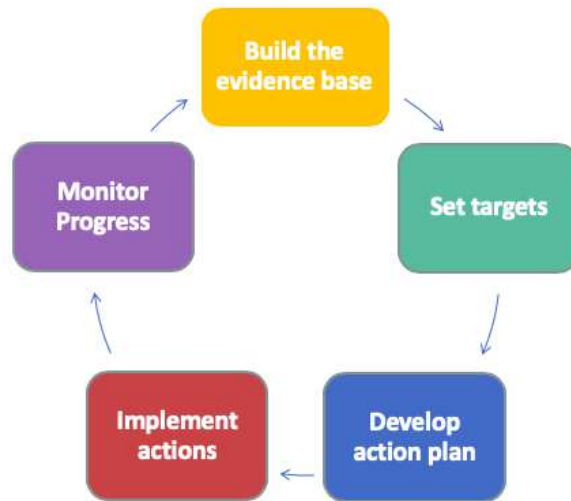 Build the
evidence base
Set targets
Develop
action plan
Implement
actions
Monitor
Progress